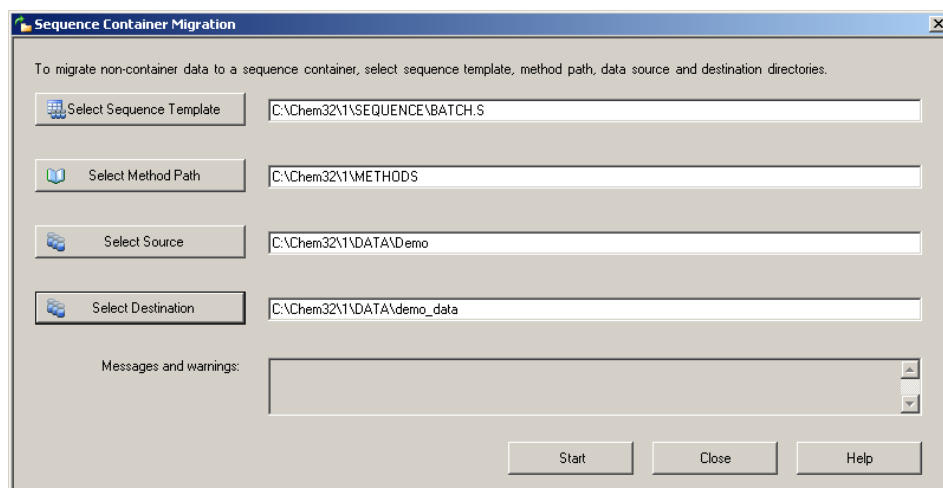 Sequence Container Migration
To migrate non-container data to a sequence container, select sequence template, method path, data source and destination directories.
Select Sequence Template C:\Chem32\1\SEQUENCE\BATCH.S
Select Method Path C:\Chem32\1\METHODS
Select Source C:\Chem32\1\DATA\Demo
Select Destination C:\Chem32\1\DATA\demo_data
Messages and warnings:
Start Close Help